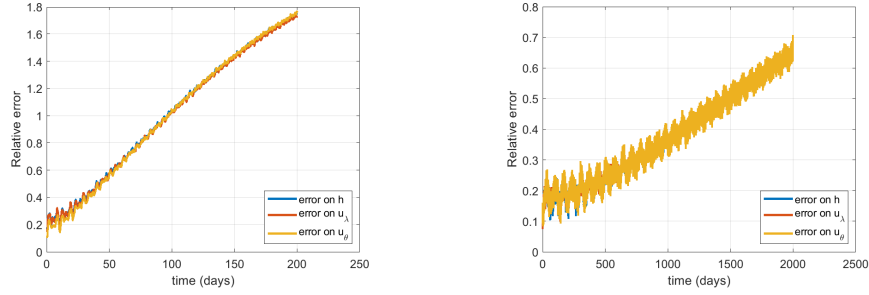 1.8
1.6
1.4
1.2
1
0.8
0.6
0.4
0.2
0
Relative error
0 50 100 150 200 250
time (days)
error on h
error on u_λ
error on u_θ
0.8
0.7
0.6
0.5
0.4
0.3
0.2
0.1
0
Relative error
0 500 1000 1500 2000 2500
time (days)
error on h
error on u_λ
error on u_θ